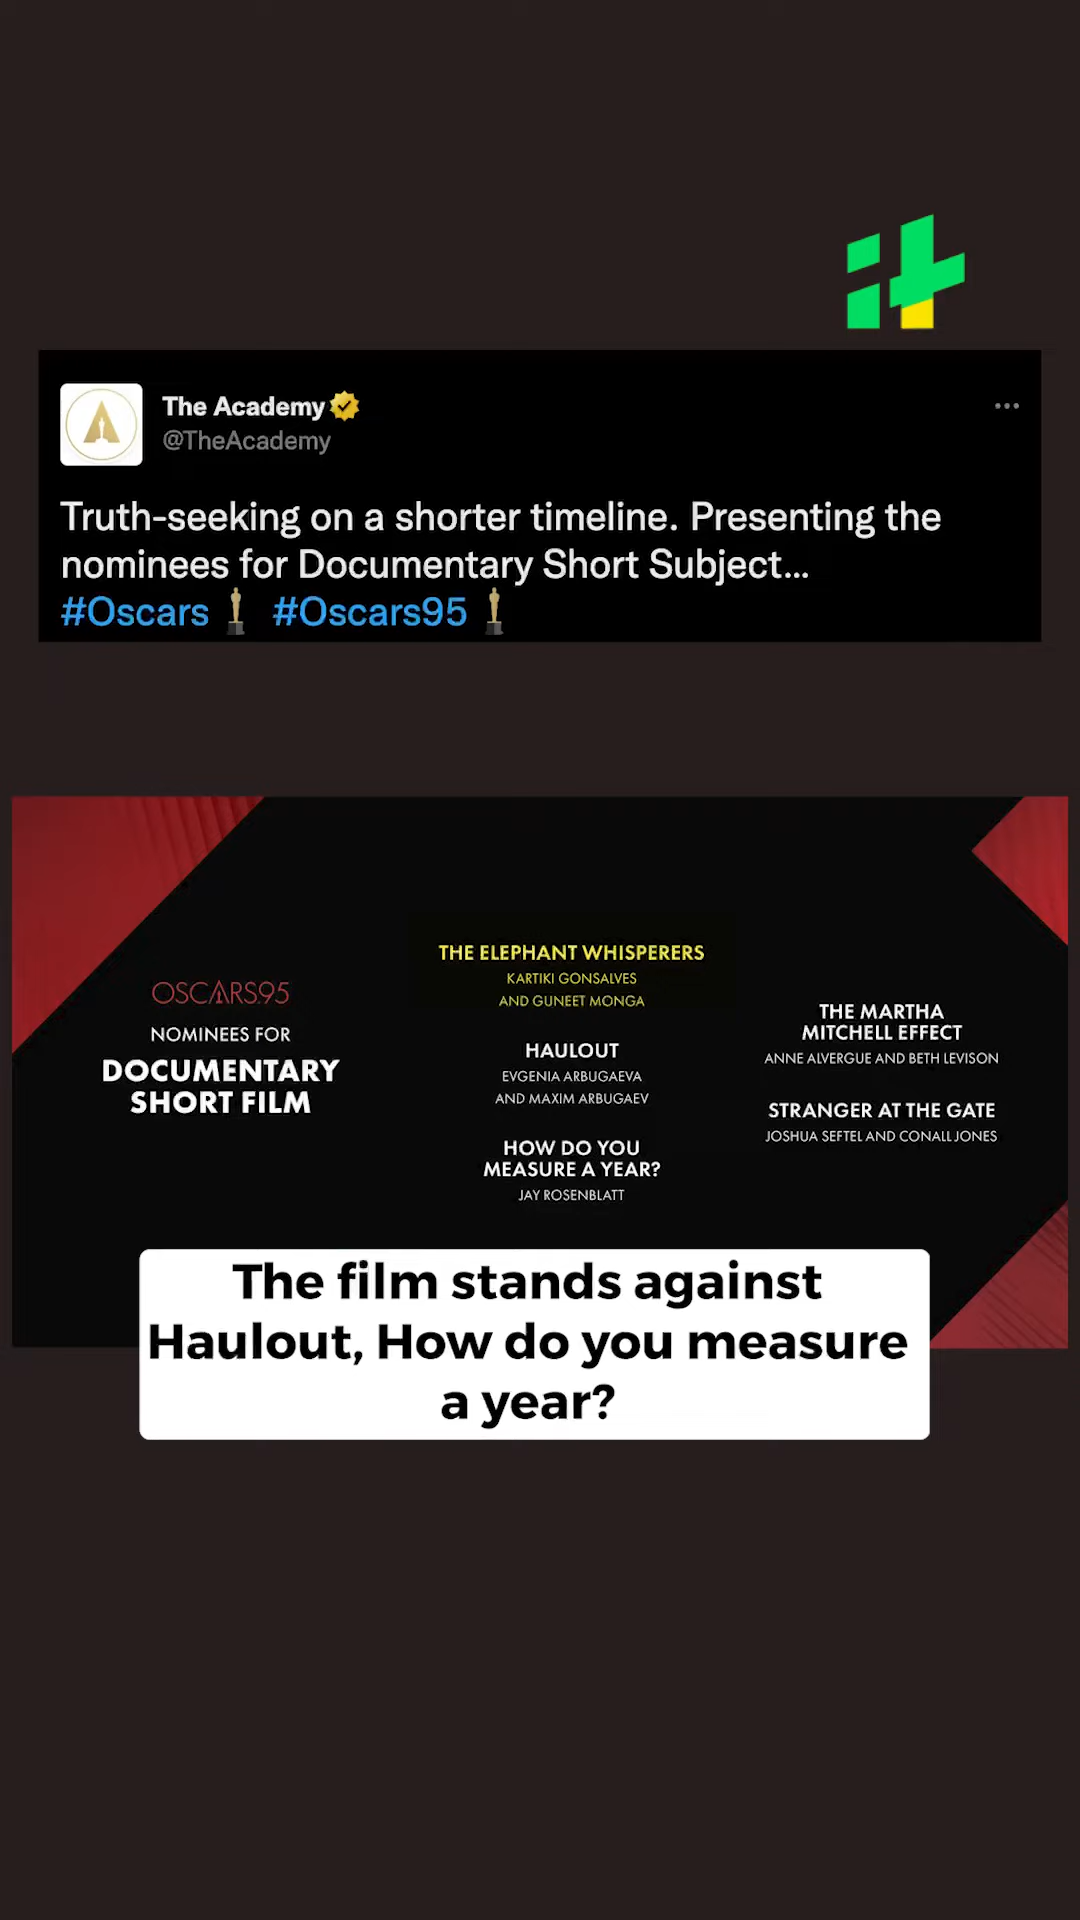 it
The Academy
@TheAcademy
Truth-seeking on a shorter timeline. Presenting the
nominees for Documentary Short Subject...
#Oscars #Oscars95
OSCARS95
NOMINEES FOR
DOCUMENTARY
SHORT FILM
THE ELEPHANT WHISPERERS
KARTIKI GONSALVES
AND GUNEET MONGA
HAULOUT
EVGENIA ARBUGAEVA
AND MAXIM ARBUGAEV
HOW DO YOU
MEASURE A YEAR?
JAY ROSENBLATT
THE MARTHA
MITCHELL EFFECT
ANNE ALVERGUE AND BETH LEVISON
STRANGER AT THE GATE
JOSHUA SEFTEL AND CONALL JONES
The film stands against
Haulout, How do you measure
a year?